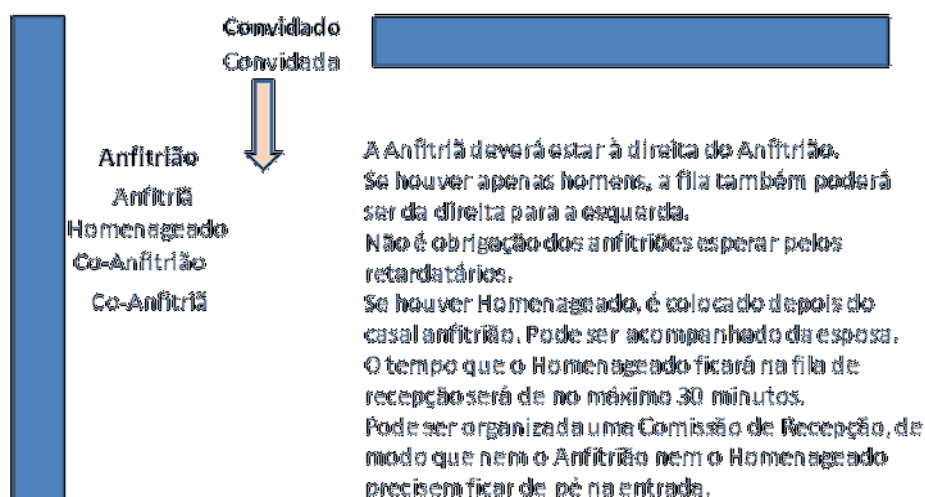 Convidado
Convidada
Anfitrião
Anfitriã
Homenageado
Co-Anfitrião
Co-Anfitriã
A Anfitriã deverá estar à direita do Anfitrião.
Se houver apenas homens, a fila também poderá
ser da direita para a esquerda.
Não é obrigação dos anfitriões esperar pelos
retardatários.
Se houver Homenageado, é colocado depois do
casal anfitrião. Pode ser acompanhado da esposa.
O tempo que o Homenageado ficará na fila de
recepção será de no máximo 30 minutos.
Pode ser organizada uma Comissão de Recepção, de
modo que nem o Anfitrião nem o Homenageado
precisem ficar de pé na entrada.